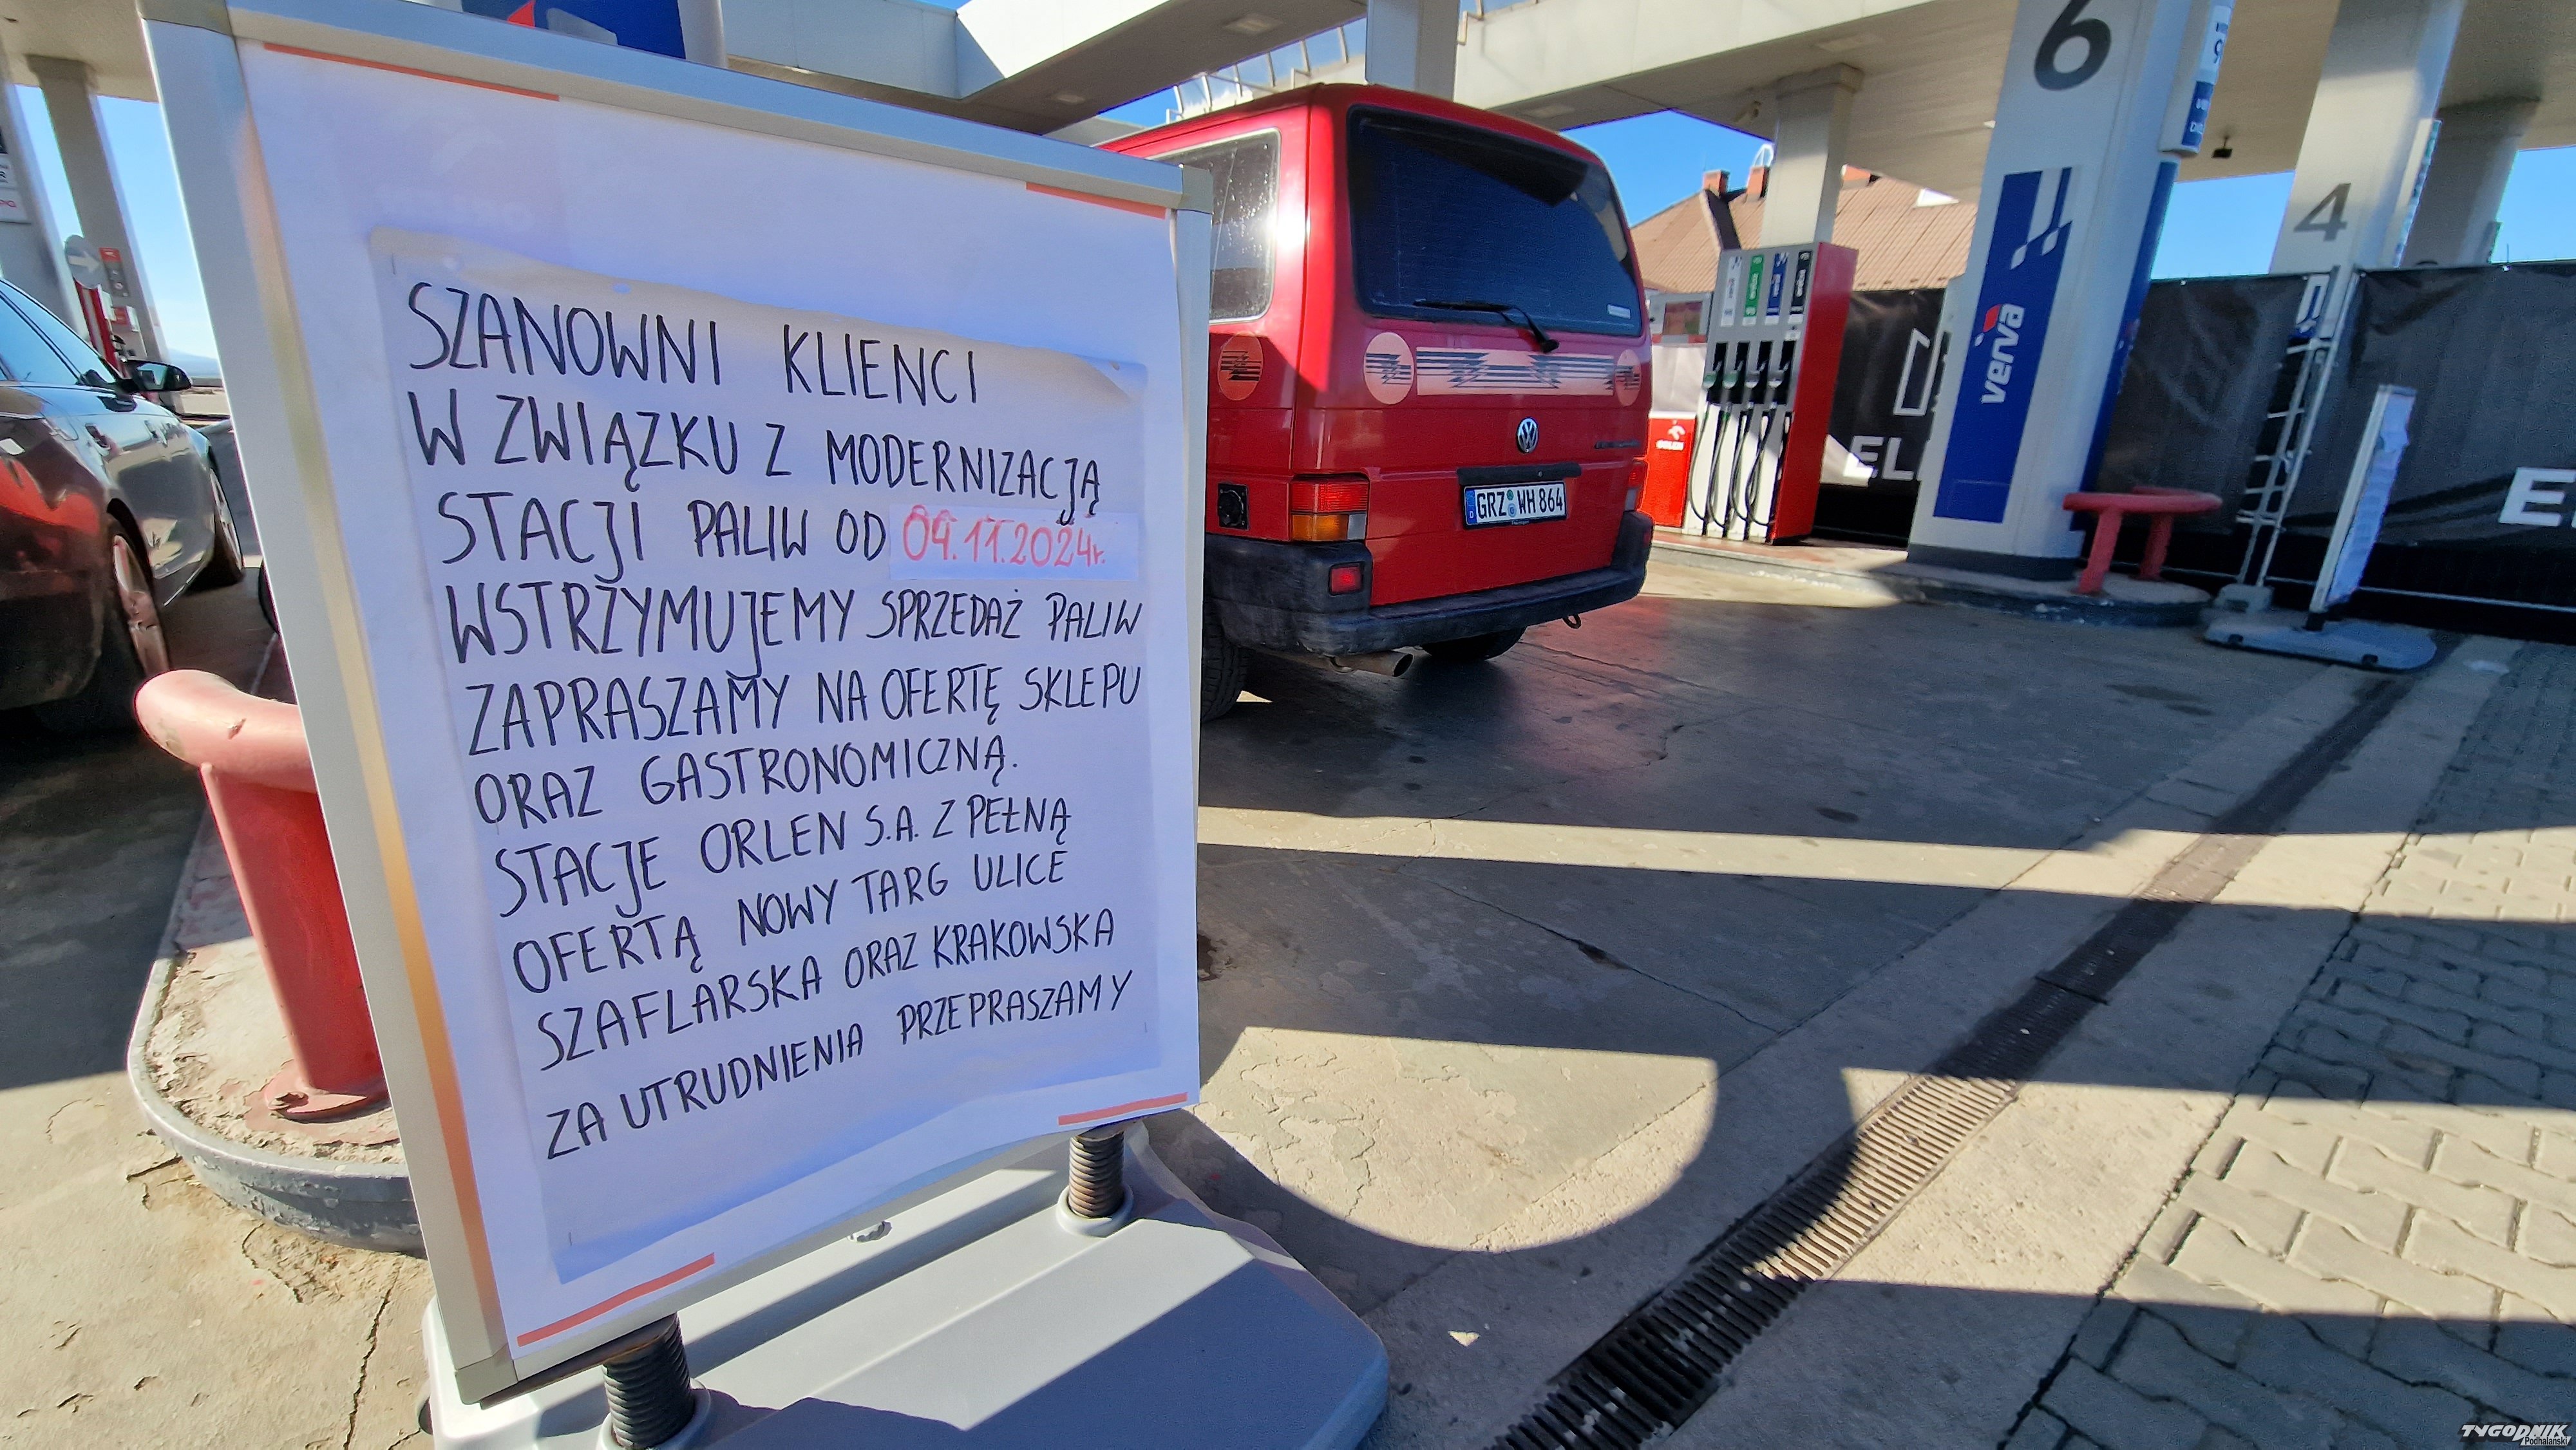 SZANOWNI KLIENCI
W ZWIĄZKU Z MODERNIZACJĄ
STACJI PALIW OD 09.11.2024r.
WSTRZYMUJEMY SPRZEDAŻ PALIW
ZAPRASZAMY NA OFERTĘ SKLEPU
ORAZ GASTRONOMICZNĄ.
STACJE ORLEN S.A. Z PEŁNĄ
OFERTĄ NOWY TARG ULICE
SZAFLARSKA ORAZ KRAKOWSKA
ZA UTRUDNIENIA PRZEPRASZAMY
GRZ WH 864
ORLEN
verva
6
4
TYGODNIK
Podhalański